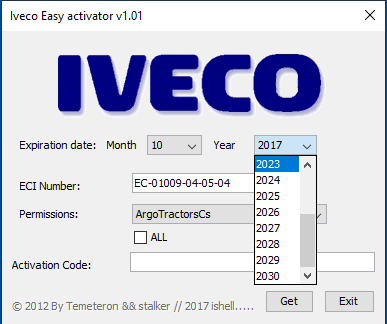 Iveco Easy activator v1.01
IVECO
Expiration date: Month 10 Year 2017
2023
2024
2025
2026
2027
2028
2029
2030
ECI Number: EC-01009-04-05-04
Permissions: ArgoTractorsCs
ALL
Activation Code:
© 2012 By Temeteron && stalker // 2017 ishell.....
Get
Exit